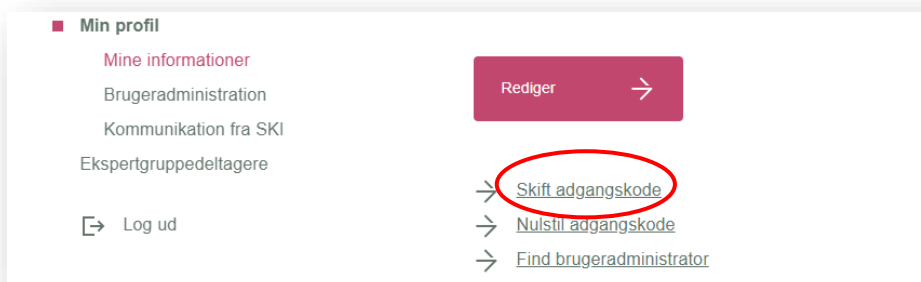 Min profil
Mine informationer
Brugeradministration
Kommunikation fra SKI
Ekspertgruppedeltagere
Log ud
Rediger
Skift adgangskode
Nulstil adgangskode
Find brugeradministrator